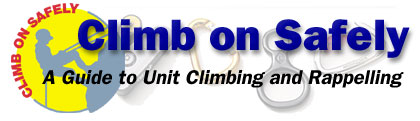 CLIMB ON SAFELY
Climb on Safely
A Guide to Unit Climbing and Rappelling